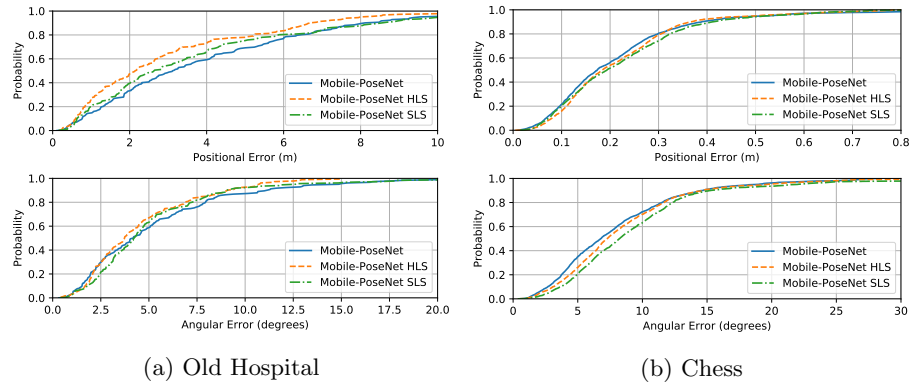 1.0
0.8
0.6
0.4
0.2
0.0
Probability
Mobile-PoseNet
Mobile-PoseNet HLS
Mobile-PoseNet SLS
2 4 6 8 10
Positional Error (m)
1.0
0.8
0.6
0.4
0.2
0.0
Probability
Mobile-PoseNet
Mobile-PoseNet HLS
Mobile-PoseNet SLS
0.0 0.1 0.2 0.3 0.4 0.5 0.6 0.7 0.8
Positional Error (m)
1.0
0.8
0.6
0.4
0.2
0.0
Probability
Mobile-PoseNet
Mobile-PoseNet HLS
Mobile-PoseNet SLS
0.0 2.5 5.0 7.5 10.0 12.5 15.0 17.5 20.0
Angular Error (degrees)
1.0
0.8
0.6
0.4
0.2
0.0
Probability
Mobile-PoseNet
Mobile-PoseNet HLS
Mobile-PoseNet SLS
5 10 15 20 25 30
Angular Error (degrees)
(a) Old Hospital
(b) Chess